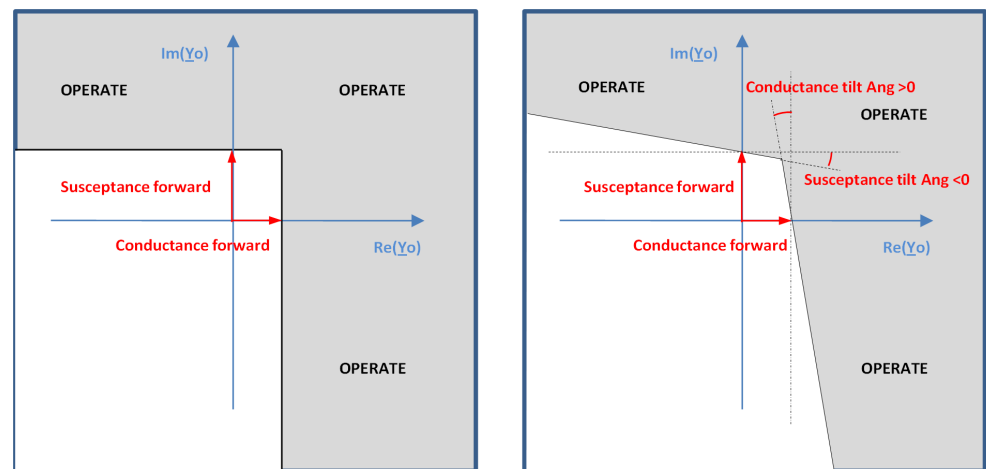 Im(Yo)
OPERATE
OPERATE
Susceptance forward
Conductance forward
Re(Yo)
OPERATE
Im(Yo)
OPERATE
Conductance tilt Ang >0
OPERATE
Susceptance forward
Susceptance tilt Ang <0
Conductance forward
Re(Yo)
OPERATE